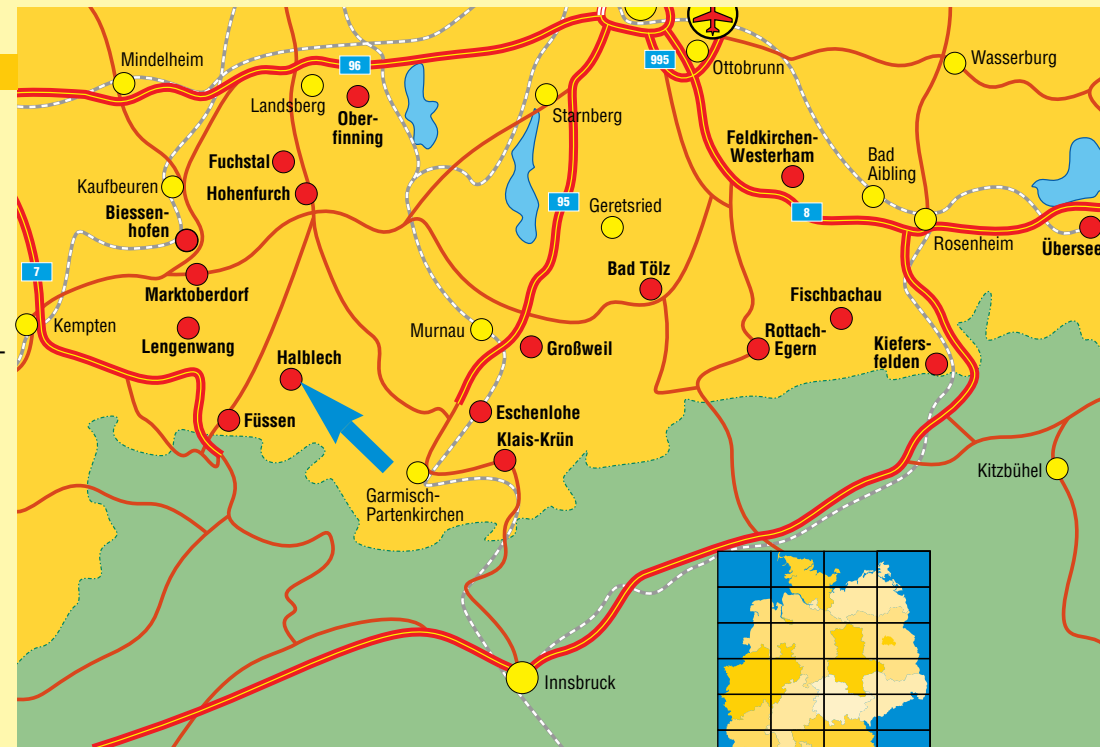 Mindelheim
96
995
Ottobrunn
Wasserburg
Landsberg
Ober-
finning
Starnberg
Fuchstal
Feldkirchen-
Westerham
Bad
Aibling
Kaufbeuren
Hohenfurch
Biessen-
hofen
95
Geretsried
8
Rosenheim
Übersee
7
Marktoberdorf
Bad Tölz
Fischbachau
Kempten
Lengenwang
Murnau
Großweil
Rottach-
Egern
Kiefers-
felden
Halblech
Füssen
Eschenlohe
Klais-Krün
Garmisch-
Partenkirchen
Kitzbühel
Innsbruck